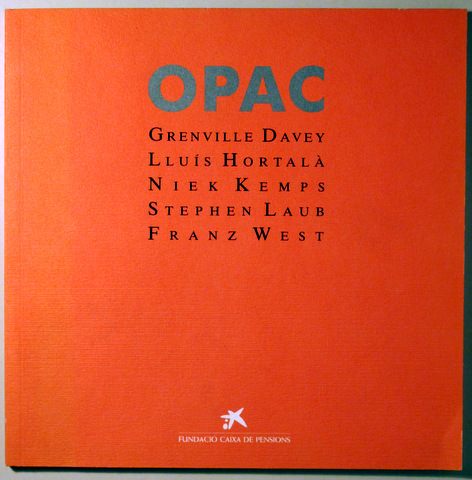 OPAC
GRENVILLE DAVEY
LLUÍS HORTALÀ
NIEK KEMPS
STEPHEN LAUB
FRANZ WEST
FUNDACIÓ CAIXA DE PENSIONS